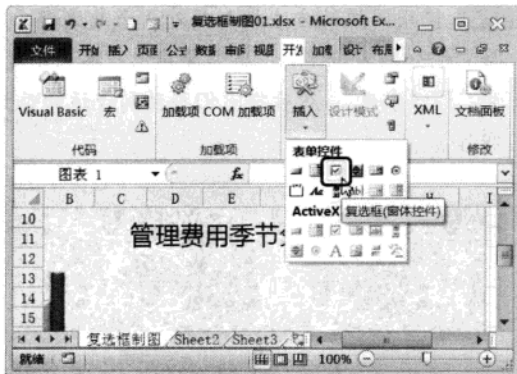 复选框制图01.xlsx - Microsoft Ex...
文件 开始 插入 页面 公式 数据 审阅 视图 开发 加载 设计 布局
Visual Basic 宏 加载项 COM 加载项 插入 设计模式 XML 文档面板
代码 加载项 修改
表单控件
图表 1 fx
Aa
ab|
ActiveX
复选框(窗体控件)
A
B C D E H I
10
11
12
13
14
15
管理费用季节
复选框制图 Sheet2 Sheet3
就绪 100%